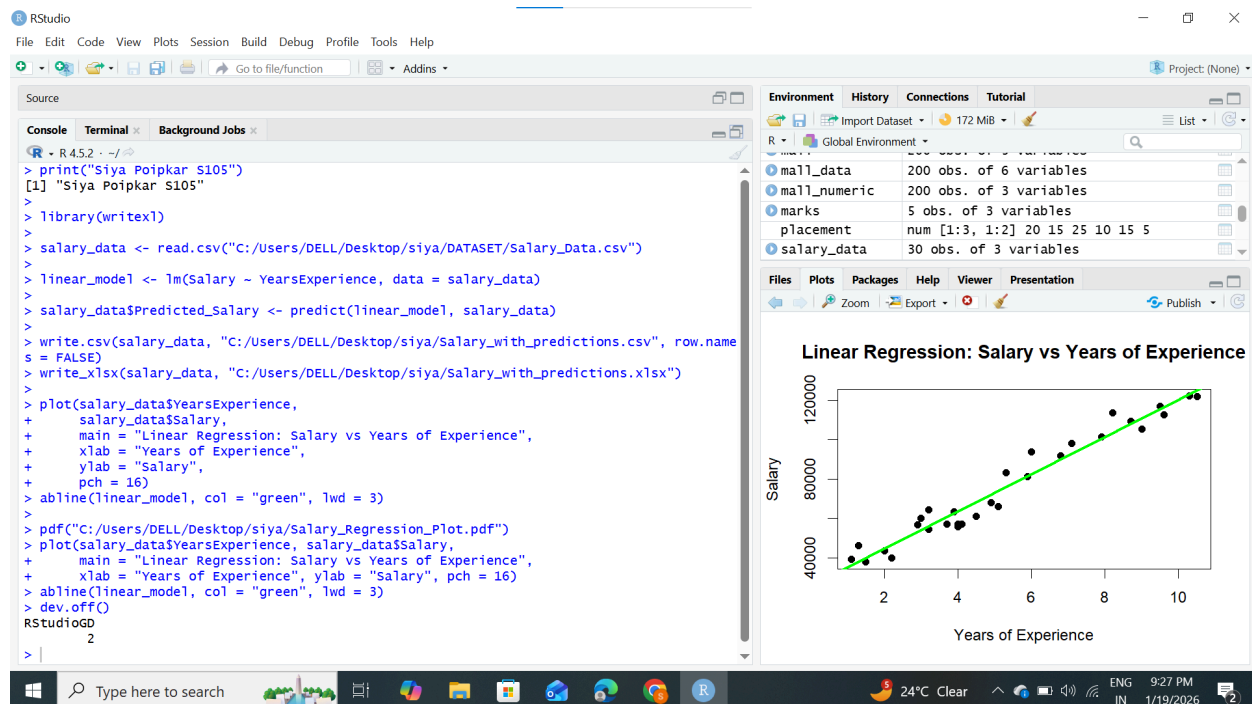 RStudio
File Edit Code View Plots Session Build Debug Profile Tools Help
Go to file/function
Addins
Project: (None)
Source
Console Terminal Background Jobs
R 4.5.2 · ~/
> print("Siya Poipkar S105")
[1] "Siya Poipkar S105"
>
> library(writexl)
>
> salary_data <- read.csv("C:/Users/DELL/Desktop/siya/DATASET/Salary_Data.csv")
>
> linear_model <- lm(Salary ~ YearsExperience, data = salary_data)
>
> salary_data$Predicted_Salary <- predict(linear_model, salary_data)
>
> write.csv(salary_data, "C:/Users/DELL/Desktop/siya/Salary_with_predictions.csv", row.name
s = FALSE)
> write_xlsx(salary_data, "C:/Users/DELL/Desktop/siya/Salary_with_predictions.xlsx")
>
> plot(salary_data$YearsExperience,
+ salary_data$Salary,
+ main = "Linear Regression: Salary vs Years of Experience",
+ xlab = "Years of Experience",
+ ylab = "Salary",
+ pch = 16)
> abline(linear_model, col = "green", lwd = 3)
>
> pdf("C:/Users/DELL/Desktop/siya/Salary_Regression_Plot.pdf")
> plot(salary_data$YearsExperience, salary_data$Salary,
+ main = "Linear Regression: Salary vs Years of Experience",
+ xlab = "Years of Experience", ylab = "Salary", pch = 16)
> abline(linear_model, col = "green", lwd = 3)
> dev.off()
RStudioGD
2
>
Environment History Connections Tutorial
Import Dataset 172 MiB List
R Global Environment
mall_data 200 obs. of 6 variables
mall_numeric 200 obs. of 3 variables
marks 5 obs. of 3 variables
placement num [1:3, 1:2] 20 15 25 10 15 5
salary_data 30 obs. of 3 variables
Files Plots Packages Help Viewer Presentation
Zoom Export Publish
Linear Regression: Salary vs Years of Experience
Salary
120000
80000
40000
2 4 6 8 10
Years of Experience
Type here to search
5
24°C Clear
ENG
IN
9:27 PM
1/19/2026
2